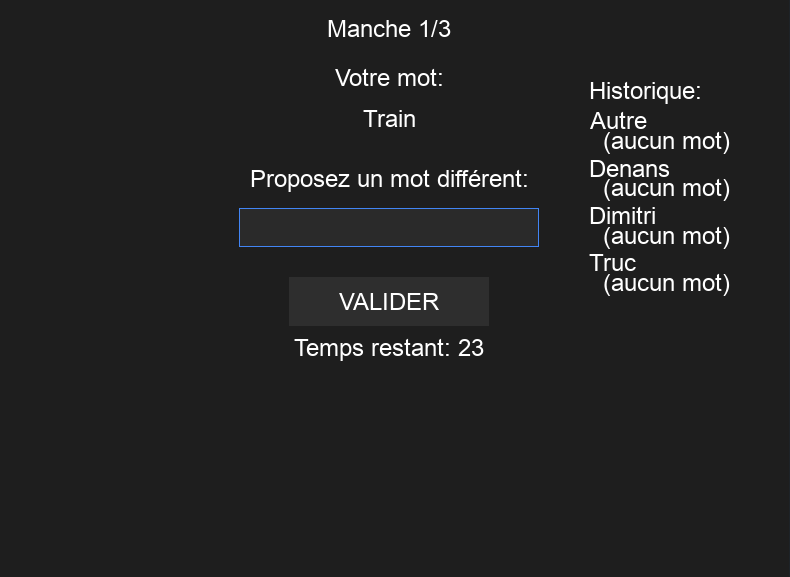 Manche 1/3
Votre mot:
Train
Proposez un mot différent:
VALIDER
Temps restant: 23
Historique:
Autre
(aucun mot)
Denans
(aucun mot)
Dimitri
(aucun mot)
Truc
(aucun mot)